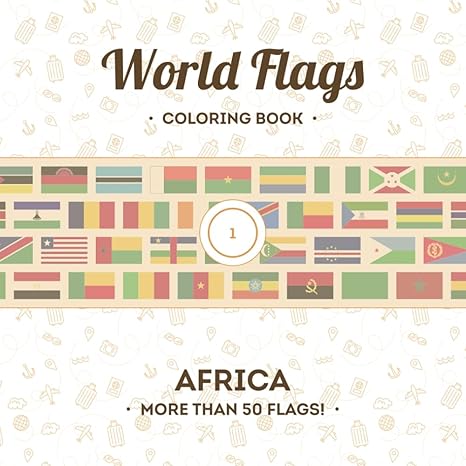 World Flags
• COLORING BOOK •
1
AFRICA
• MORE THAN 50 FLAGS! •